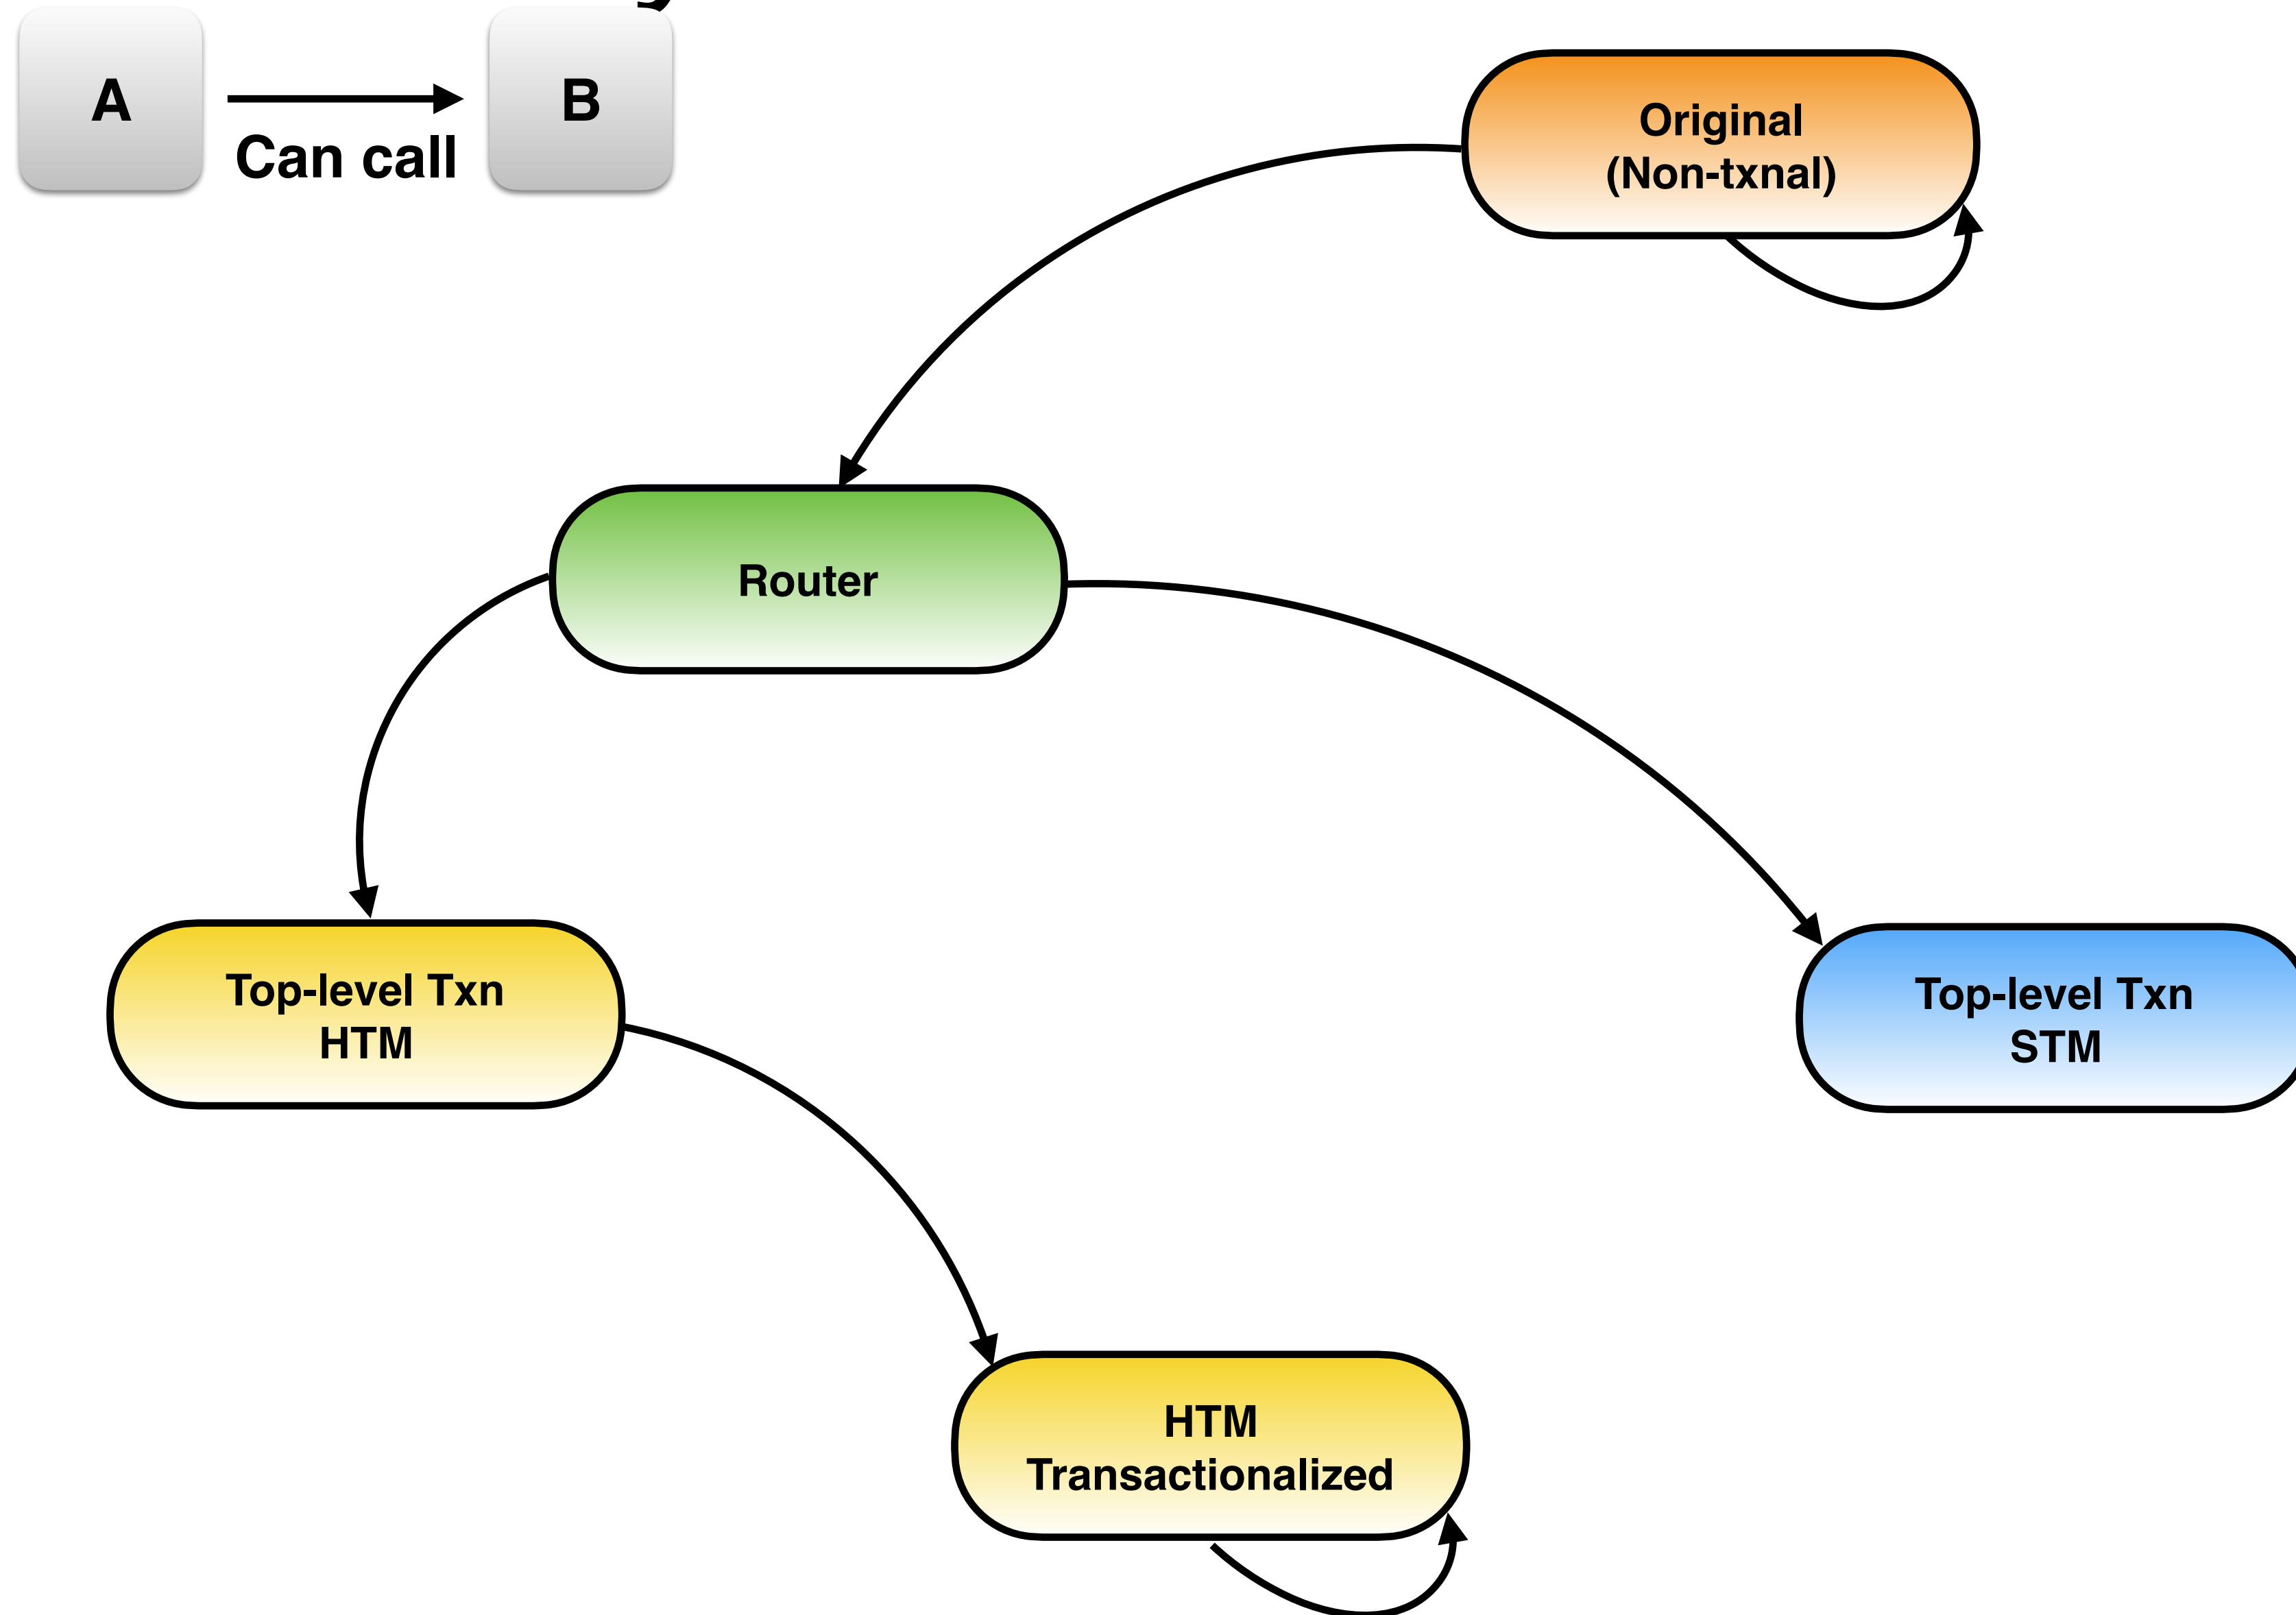 A
B
Can call
Original
(Non-txnal)
Router
Top-level Txn
HTM
Top-level Txn
STM
HTM
Transactionalized